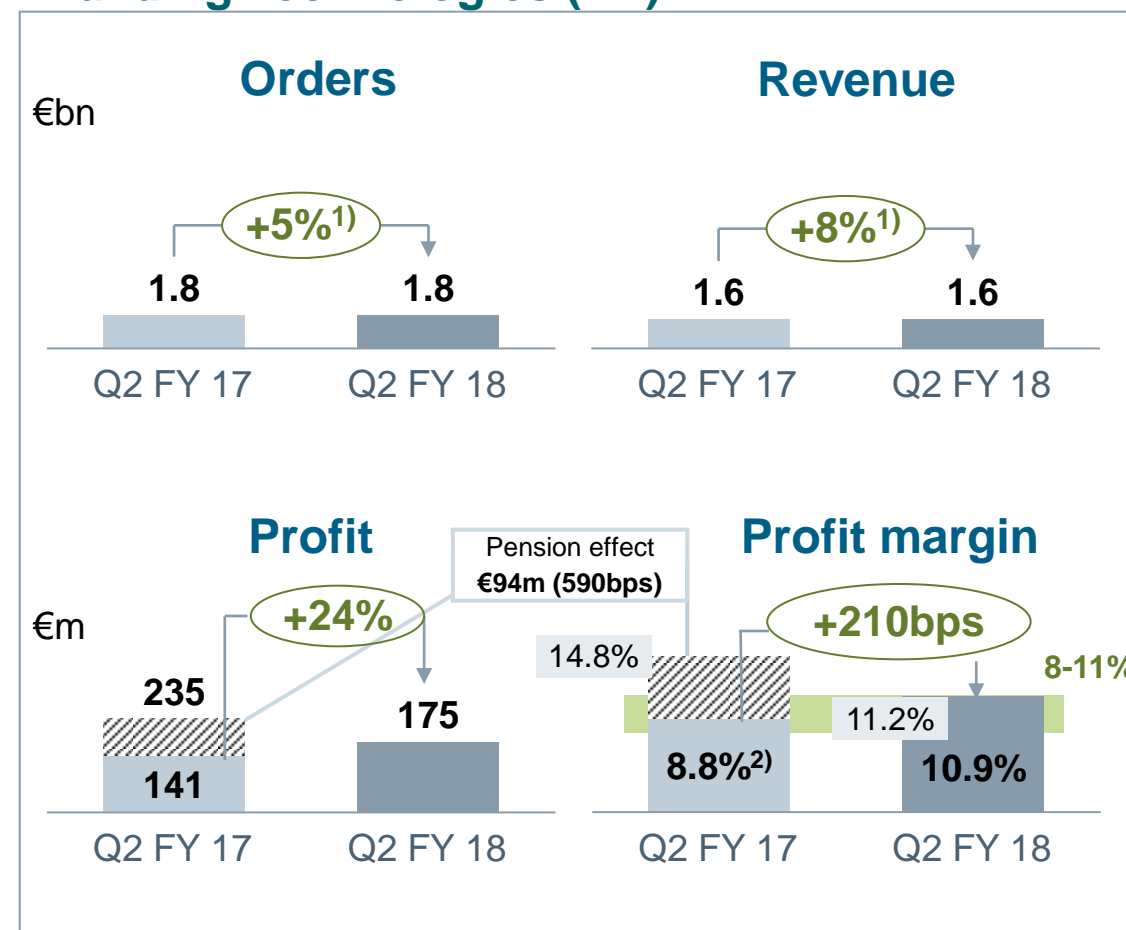 Orders Revenue
€bn
+5%1) +8%1)
1.8 1.8 1.6 1.6
Q2 FY 17 Q2 FY 18 Q2 FY 17 Q2 FY 18
Profit Pension effect Profit margin
€94m (590bps)
€m +24% +210bps
14.8% 8-11%
235 175 11.2%
141 8.8%2) 10.9%
Q2 FY 17 Q2 FY 18 Q2 FY 17 Q2 FY 18